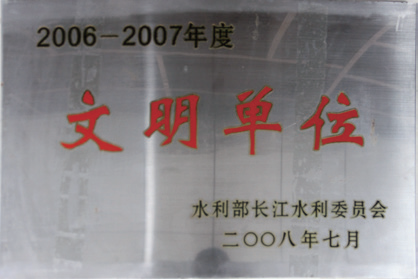 2006－2007年度
文明单位
水利部长江水利委员会
二〇〇八年七月